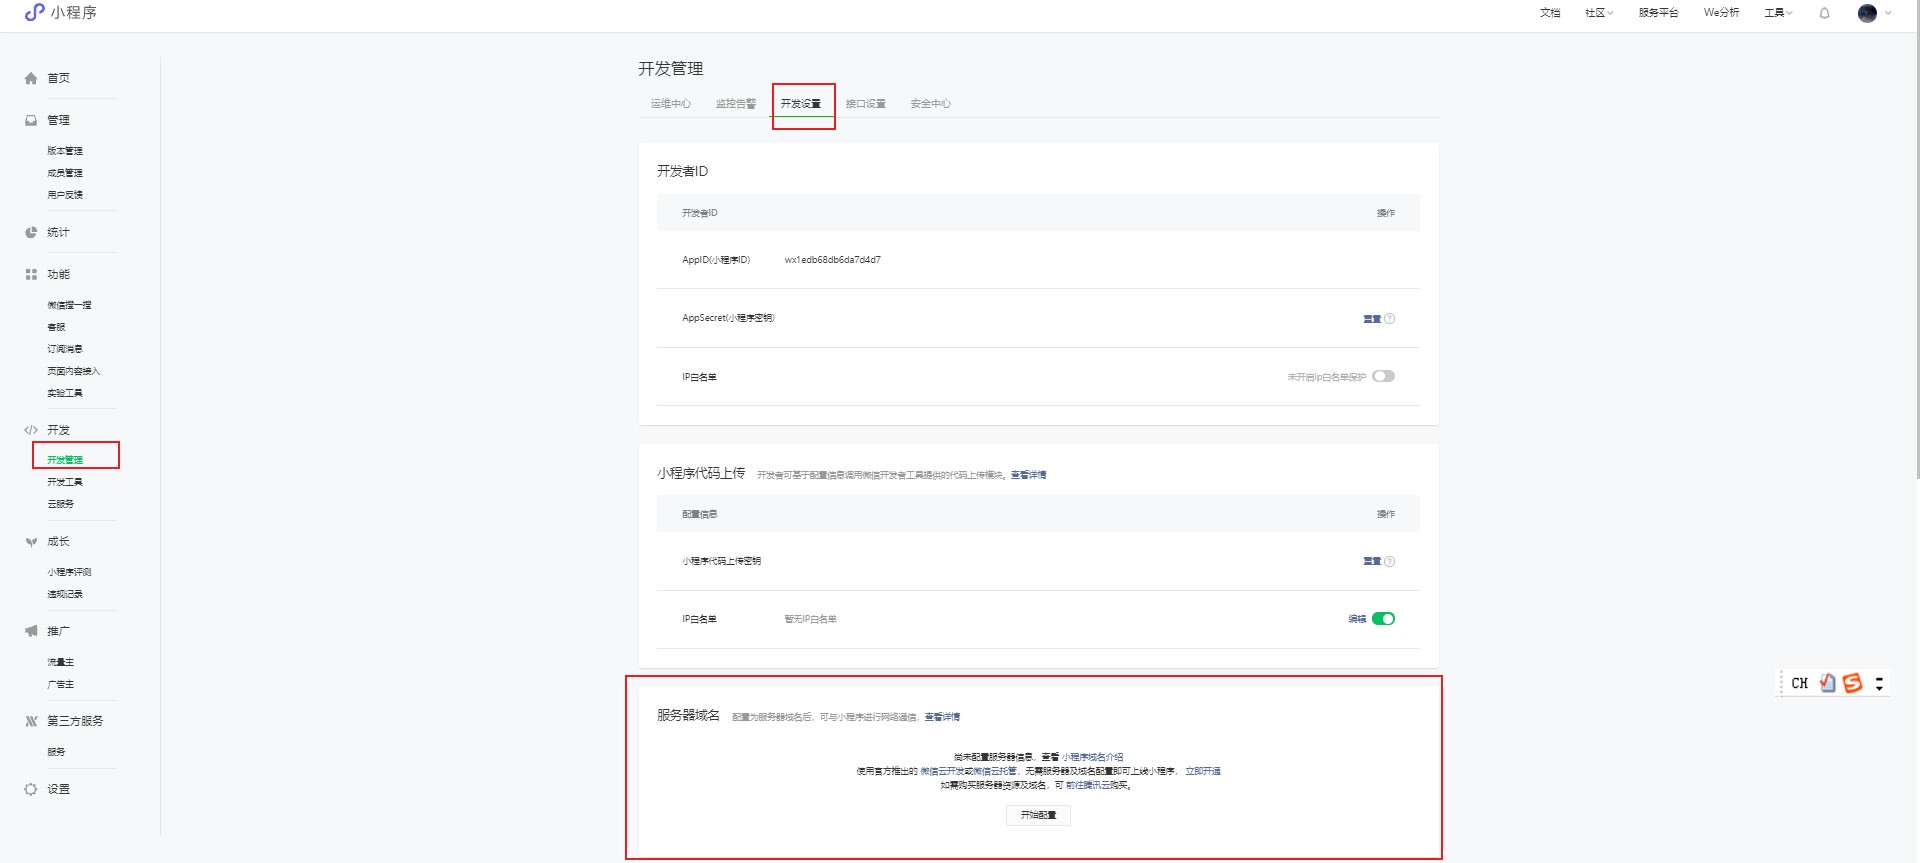 小程序
文档 社区 服务平台 We分析 工具
首页
管理
版本管理
成员管理
用户反馈
统计
功能
微信搜一搜
客服
订阅消息
页面内容接入
实验工具
开发
开发管理
开发工具
云服务
成长
小程序评测
违规记录
推广
流量主
广告主
第三方服务
服务
设置
开发管理
运维中心 监控告警 开发设置 接口设置 安全中心
开发者ID
开发者ID 操作
AppID(小程序ID) wx1edb68db6da7d4d7
AppSecret(小程序密钥) 重置 ?
IP白名单 未开启ip白名单保护
小程序代码上传 开发者可基于配置信息调用微信开发者工具提供的代码上传模块。查看详情
配置信息 操作
小程序代码上传密钥 重置 ?
IP白名单 暂无IP白名单 编辑
服务器域名 配置为服务器域名后，可与小程序进行网络通信，查看详情
尚未配置服务器信息，查看 小程序域名介绍
使用官方推出的 微信云开发或微信云托管，无需服务器及域名配置即可上线小程序， 立即开通
如需购买服务器资源及域名，可 前往腾讯云购买。
开始配置
CH